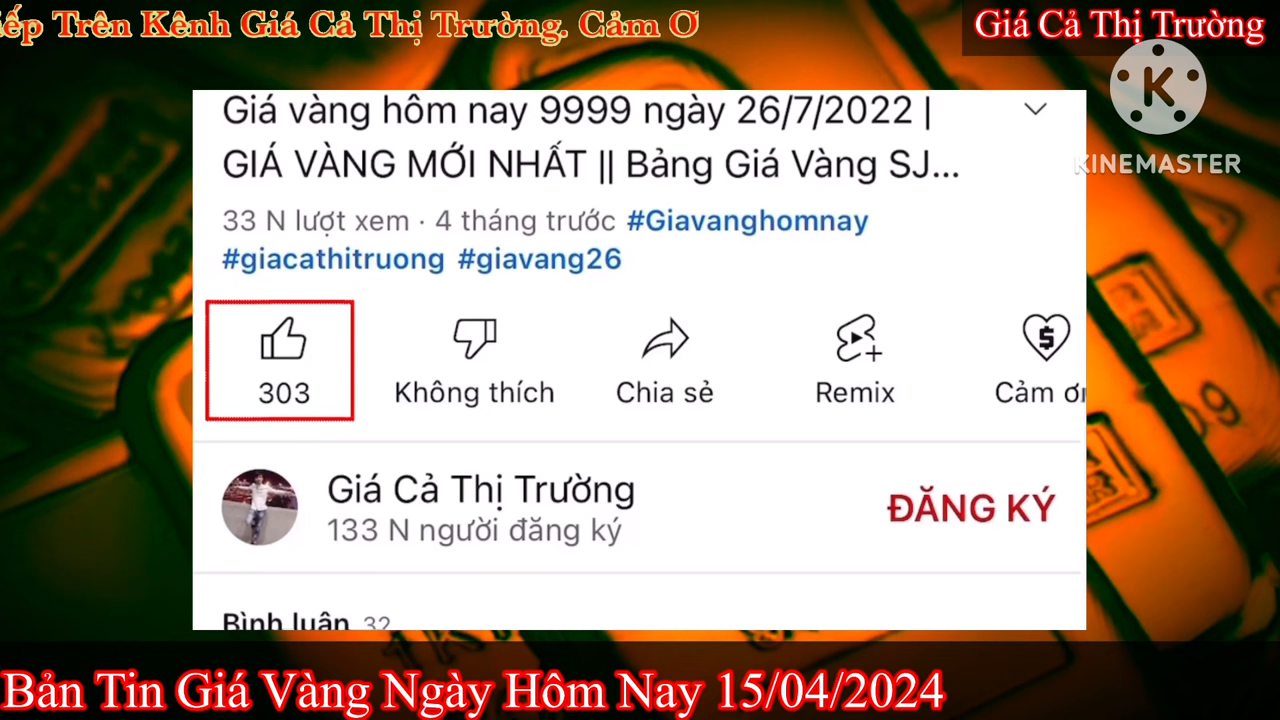 iếp Trên Kênh Giá Cả Thị Trường. Cảm Ơ
Giá Cả Thị Trường
K
KINEMASTER
Giá vàng hôm nay 9999 ngày 26/7/2022 |
GIÁ VÀNG MỚI NHẤT || Bảng Giá Vàng SJ...
33 N lượt xem · 4 tháng trước #Giavanghomnay
#giacathitruong #giavang26
303
Không thích
Chia sẻ
Remix
Cảm ơn
Giá Cả Thị Trường
133 N người đăng ký
ĐĂNG KÝ
Bình luận 32
Bản Tin Giá Vàng Ngày Hôm Nay 15/04/2024